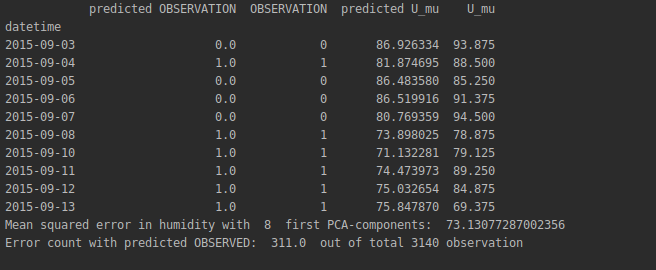 predicted OBSERVATION  OBSERVATION  predicted U_mu    U_mu
datetime
2015-09-03                    0.0            0       86.926334  93.875
2015-09-04                    1.0            1       81.874695  88.500
2015-09-05                    0.0            0       86.483580  85.250
2015-09-06                    0.0            0       86.519916  91.375
2015-09-07                    0.0            0       80.769359  94.500
2015-09-08                    1.0            1       73.898025  78.875
2015-09-10                    1.0            1       71.132281  79.125
2015-09-11                    1.0            1       74.473973  89.250
2015-09-12                    1.0            1       75.032654  84.875
2015-09-13                    1.0            1       75.847870  69.375
Mean squared error in humidity with  8  first PCA-components:  73.13077287002356
Error count with predicted OBSERVED:  311.0  out of total 3140 observation